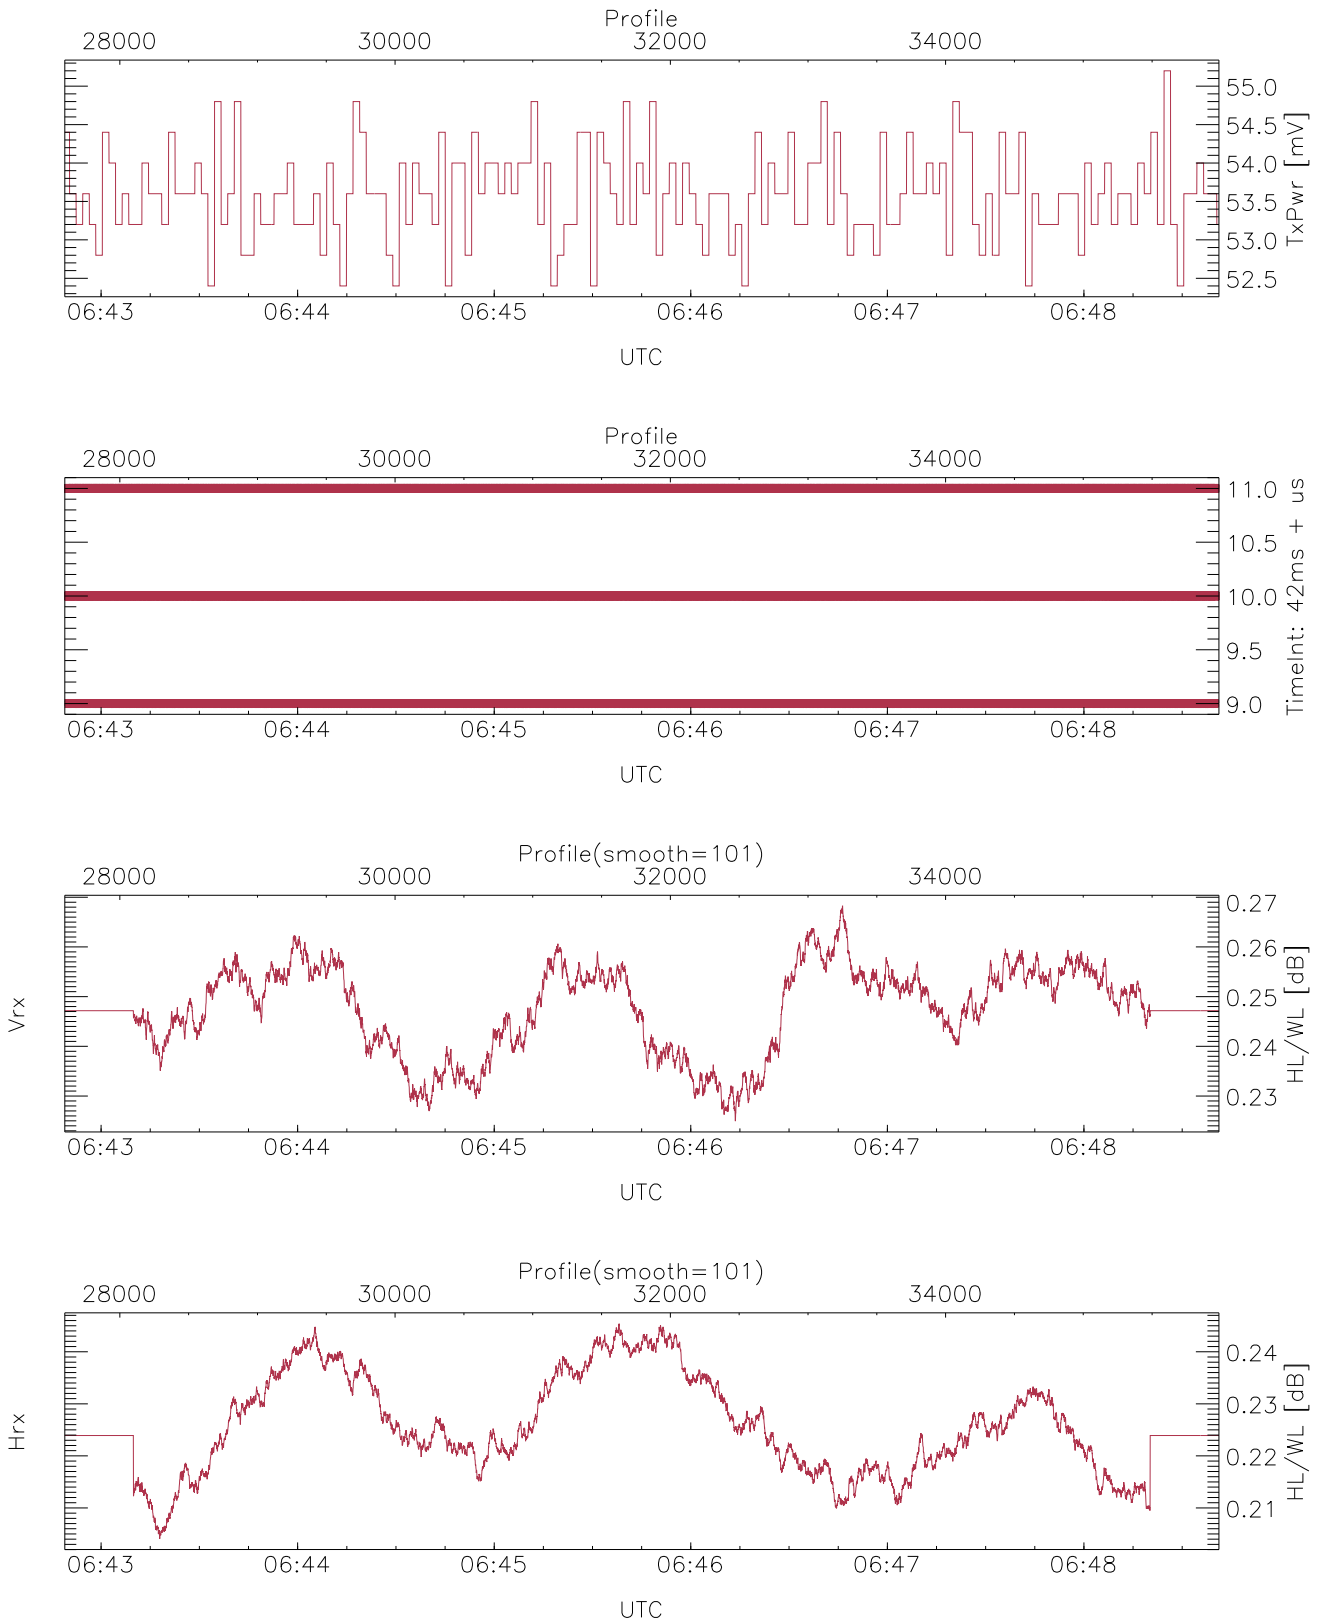 Profile
28000 30000 32000 34000
55.0
54.5
54.0
53.5
53.0
52.5
TxPwr [mV]
06:43 06:44 06:45 06:46 06:47 06:48
UTC
Profile
28000 30000 32000 34000
11.0
10.5
10.0
9.5
9.0
TimeInt: 42ms + us
06:43 06:44 06:45 06:46 06:47 06:48
UTC
Profile(smooth=101)
28000 30000 32000 34000
Vrx
0.27
0.26
0.25
0.24
0.23
HL/WL [dB]
06:43 06:44 06:45 06:46 06:47 06:48
UTC
Profile(smooth=101)
28000 30000 32000 34000
Hrx
0.24
0.23
0.22
0.21
HL/WL [dB]
06:43 06:44 06:45 06:46 06:47 06:48
UTC